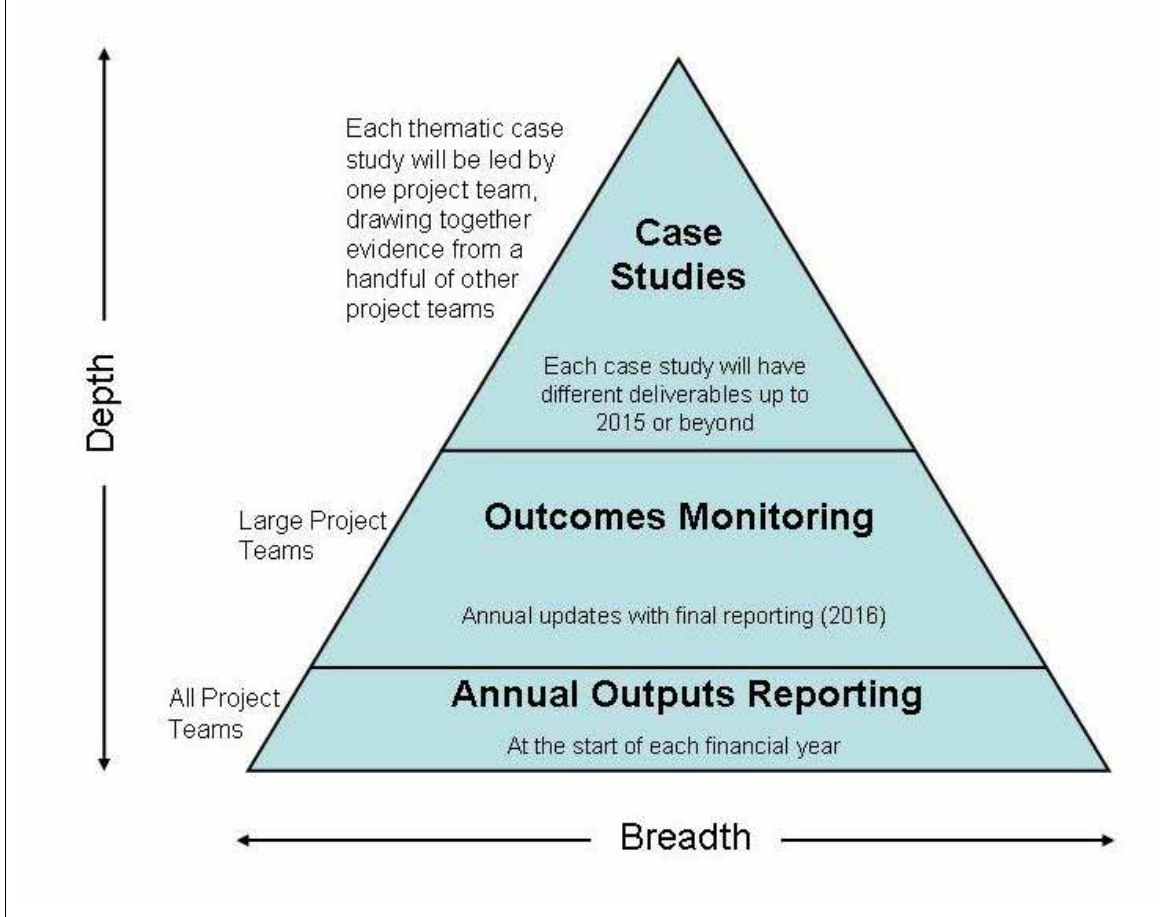 Each thematic case
study will be led by
one project team,
drawing together
evidence from a
handful of other
project teams
Case
Studies
Each case study will have
different deliverables up to
2015 or beyond
Depth
Large Project
Teams
Outcomes Monitoring
Annual updates with final reporting (2016)
All Project
Teams
Annual Outputs Reporting
At the start of each financial year
Breadth